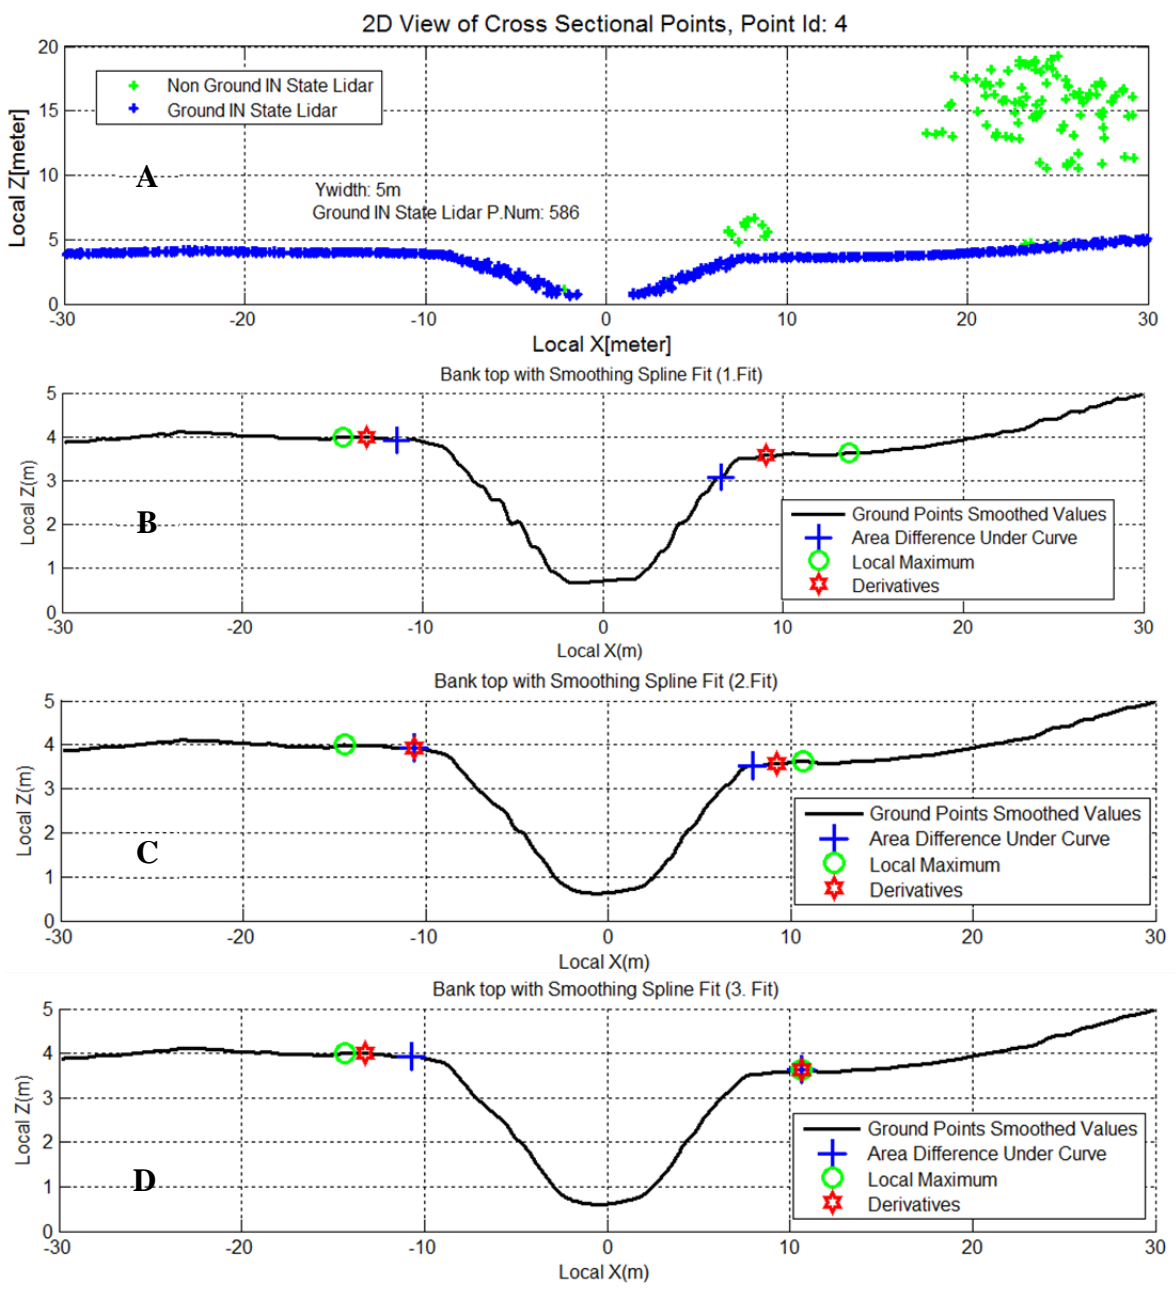 2D View of Cross Sectional Points, Point Id: 4
20
15
10
5
0
Local Z[meter]
Non Ground IN State Lidar
Ground IN State Lidar
A
Ywidth: 5m
Ground IN State Lidar P.Num: 586
-30 -20 -10 0 10 20 30
Local X[meter]
Bank top with Smoothing Spline Fit (1.Fit)
5
4
3
2
1
0
Local Z(m)
B
Ground Points Smoothed Values
Area Difference Under Curve
Local Maximum
Derivatives
-30 -20 -10 0 10 20 30
Local X(m)
Bank top with Smoothing Spline Fit (2.Fit)
5
4
3
2
1
0
Local Z(m)
C
Ground Points Smoothed Values
Area Difference Under Curve
Local Maximum
Derivatives
-30 -20 -10 0 10 20 30
Local X(m)
Bank top with Smoothing Spline Fit (3. Fit)
5
4
3
2
1
0
Local Z(m)
D
Ground Points Smoothed Values
Area Difference Under Curve
Local Maximum
Derivatives
-30 -20 -10 0 10 20 30
Local X(m)